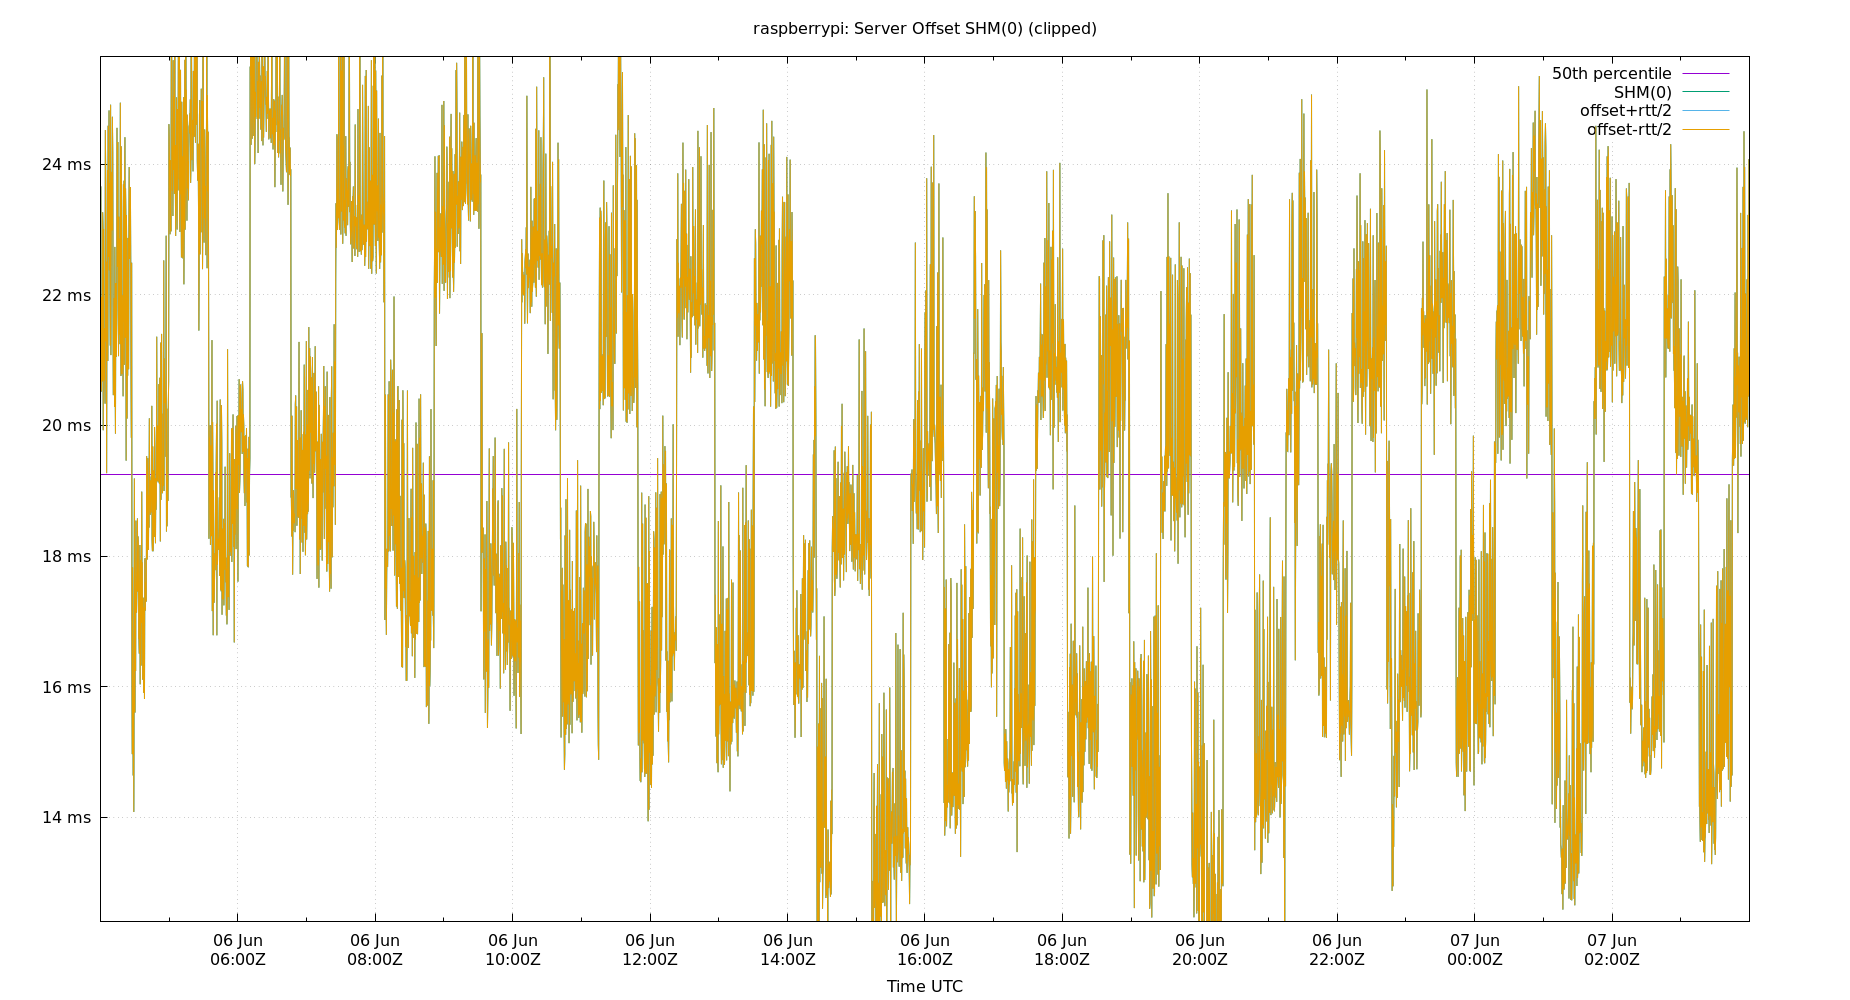 raspberrypi: Server Offset SHM(0) (clipped)
50th percentile
SHM(0)
offset+rtt/2
offset-rtt/2
24 ms
22 ms
20 ms
18 ms
16 ms
14 ms
06 Jun 06 Jun 06 Jun 06 Jun 06 Jun 06 Jun 06 Jun 06 Jun 06 Jun 07 Jun 07 Jun
06:00Z 08:00Z 10:00Z 12:00Z 14:00Z 16:00Z 18:00Z 20:00Z 22:00Z 00:00Z 02:00Z
Time UTC